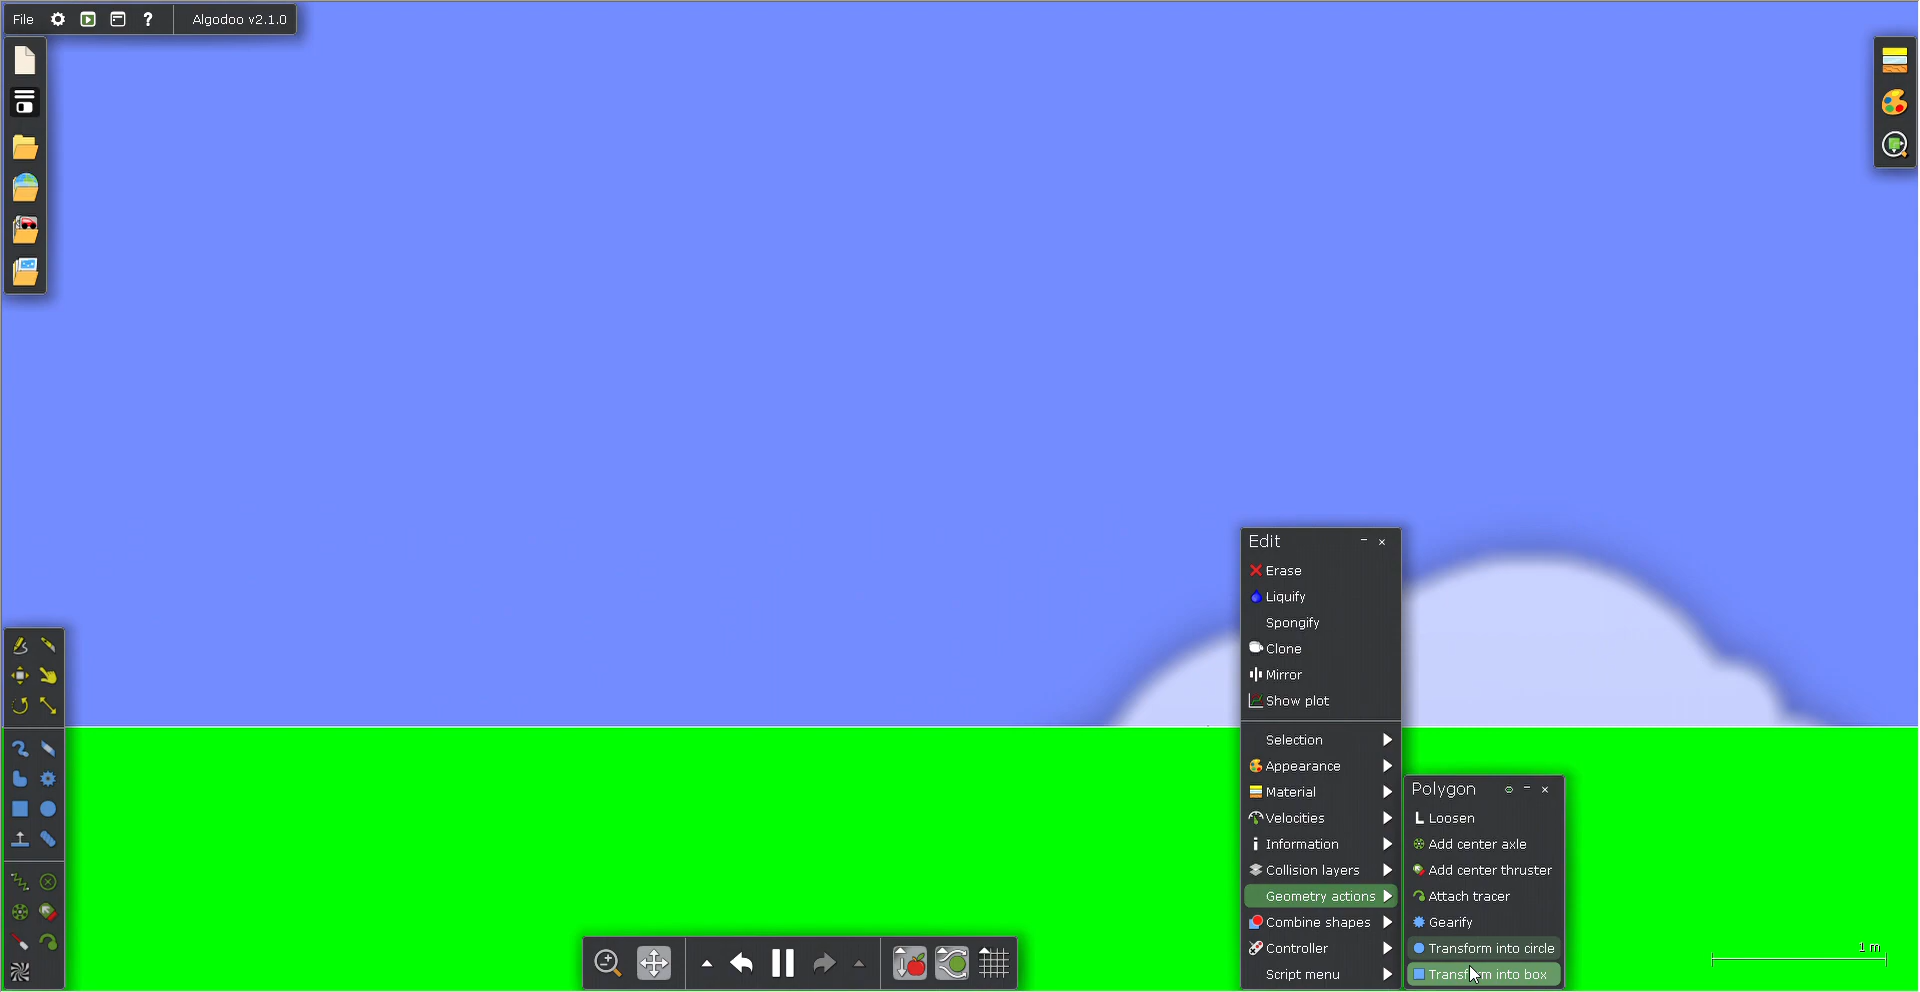 File ? Algodoo v2.1.0
Edit
Erase
Liquify
Spongify
Clone
Mirror
Show plot
Selection
Appearance
Material
Velocities
Information
Collision layers
Geometry actions
Combine shapes
Controller
Script menu
Polygon
Loosen
Add center axle
Add center thruster
Attach tracer
Gearify
Transform into circle
Transform into box
1 m